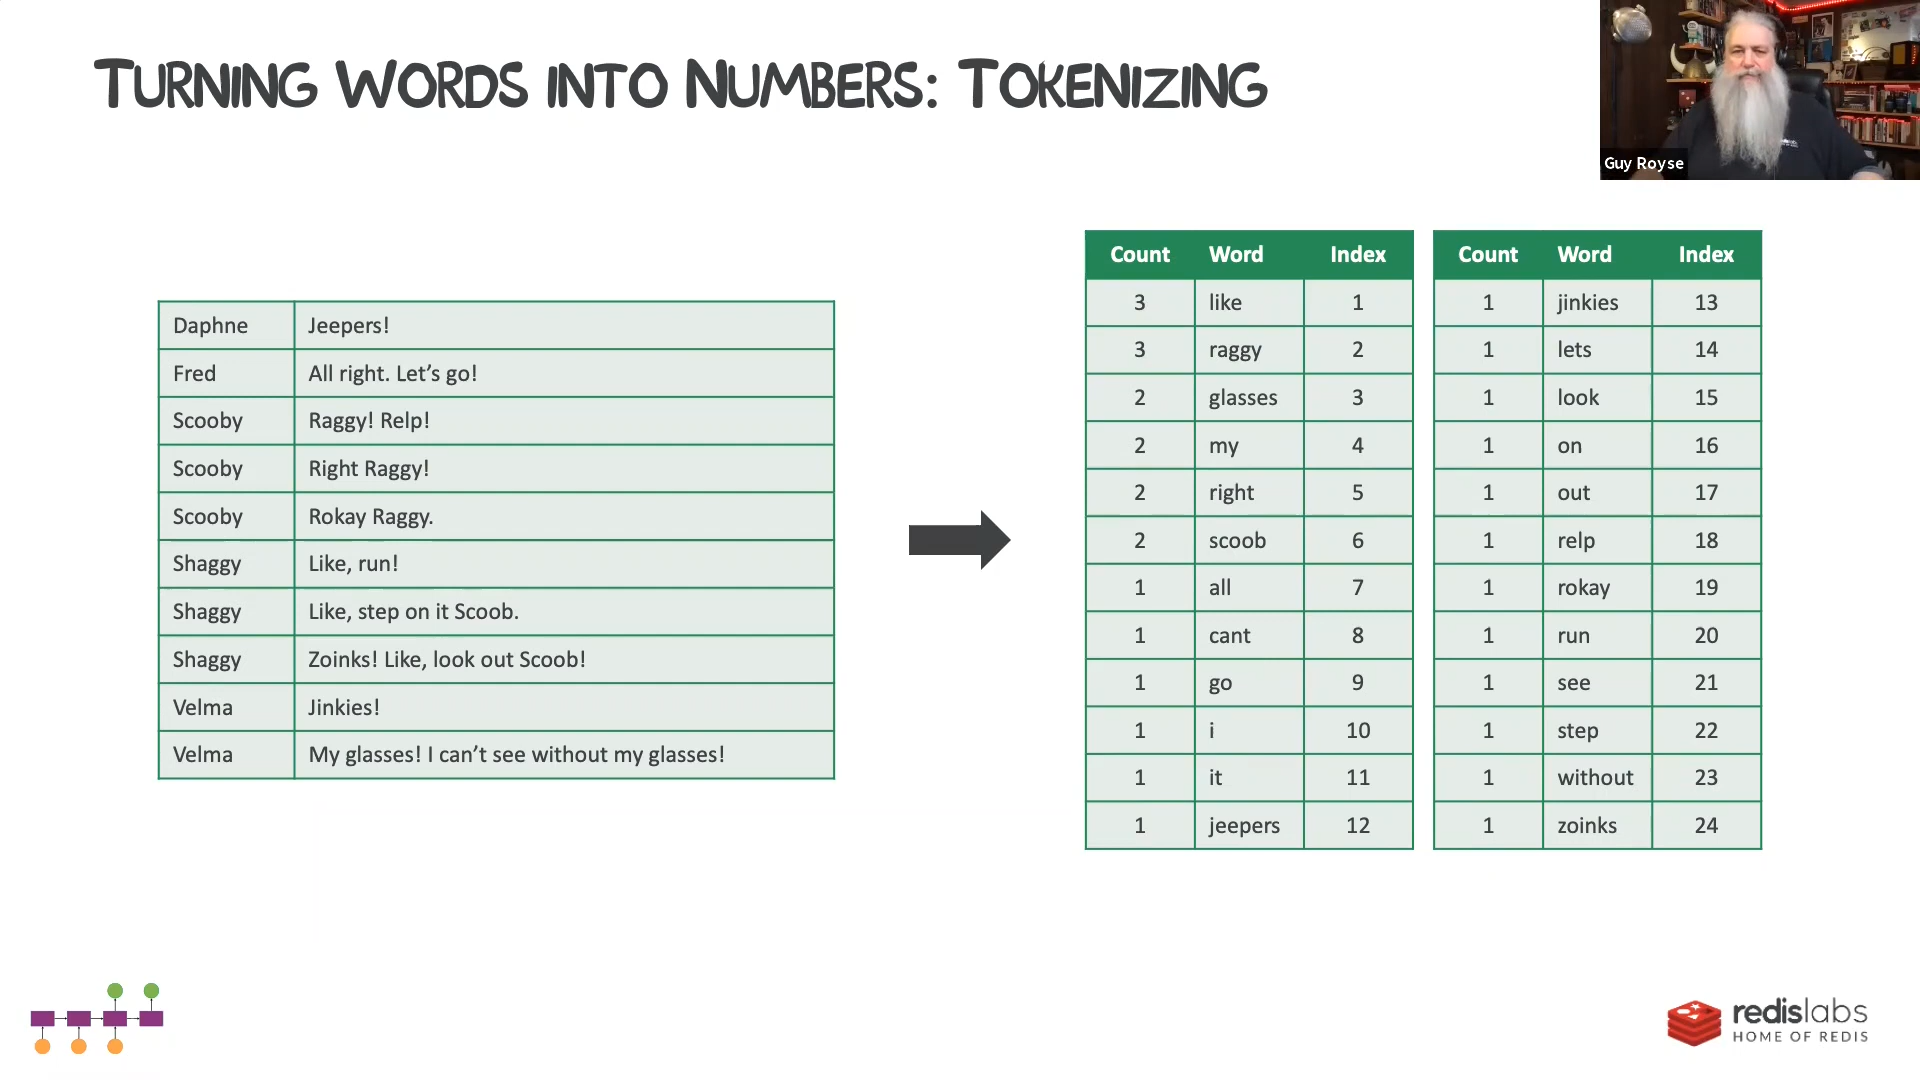 TURNING WORDS INTO NUMBERS: TOKENIZING
Guy Royse
Daphne Jeepers!
Fred All right. Let's go!
Scooby Raggy! Relp!
Scooby Right Raggy!
Scooby Rokay Raggy.
Shaggy Like, run!
Shaggy Like, step on it Scoob.
Shaggy Zoinks! Like, look out Scoob!
Velma Jinkies!
Velma My glasses! I can't see without my glasses!
Count Word Index
3 like 1
3 raggy 2
2 glasses 3
2 my 4
2 right 5
2 scoob 6
1 all 7
1 cant 8
1 go 9
1 i 10
1 it 11
1 jeepers 12
Count Word Index
1 jinkies 13
1 lets 14
1 look 15
1 on 16
1 out 17
1 relp 18
1 rokay 19
1 run 20
1 see 21
1 step 22
1 without 23
1 zoinks 24
redislabs
HOME OF REDIS